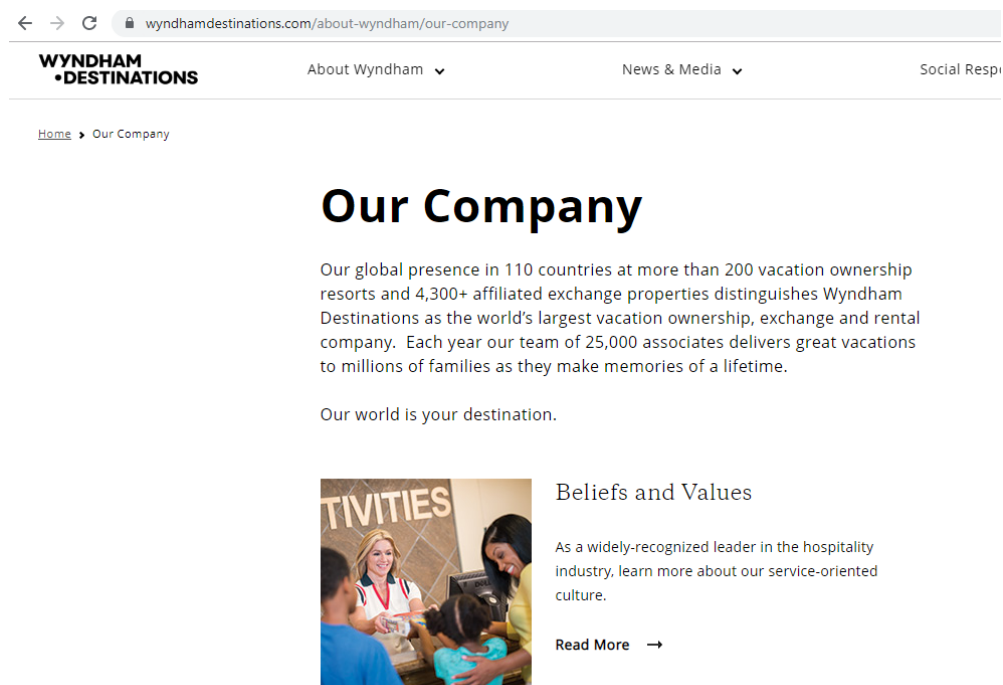 wyndhamdestinations.com/about-wyndham/our-company
WYNDHAM
•DESTINATIONS
About Wyndham
News & Media
Social Resp
Home > Our Company
Our Company
Our global presence in 110 countries at more than 200 vacation ownership
resorts and 4,300+ affiliated exchange properties distinguishes Wyndham
Destinations as the world's largest vacation ownership, exchange and rental
company.  Each year our team of 25,000 associates delivers great vacations
to millions of families as they make memories of a lifetime.
Our world is your destination.
TIVITIES
Beliefs and Values
As a widely-recognized leader in the hospitality
industry, learn more about our service-oriented
culture.
Read More →